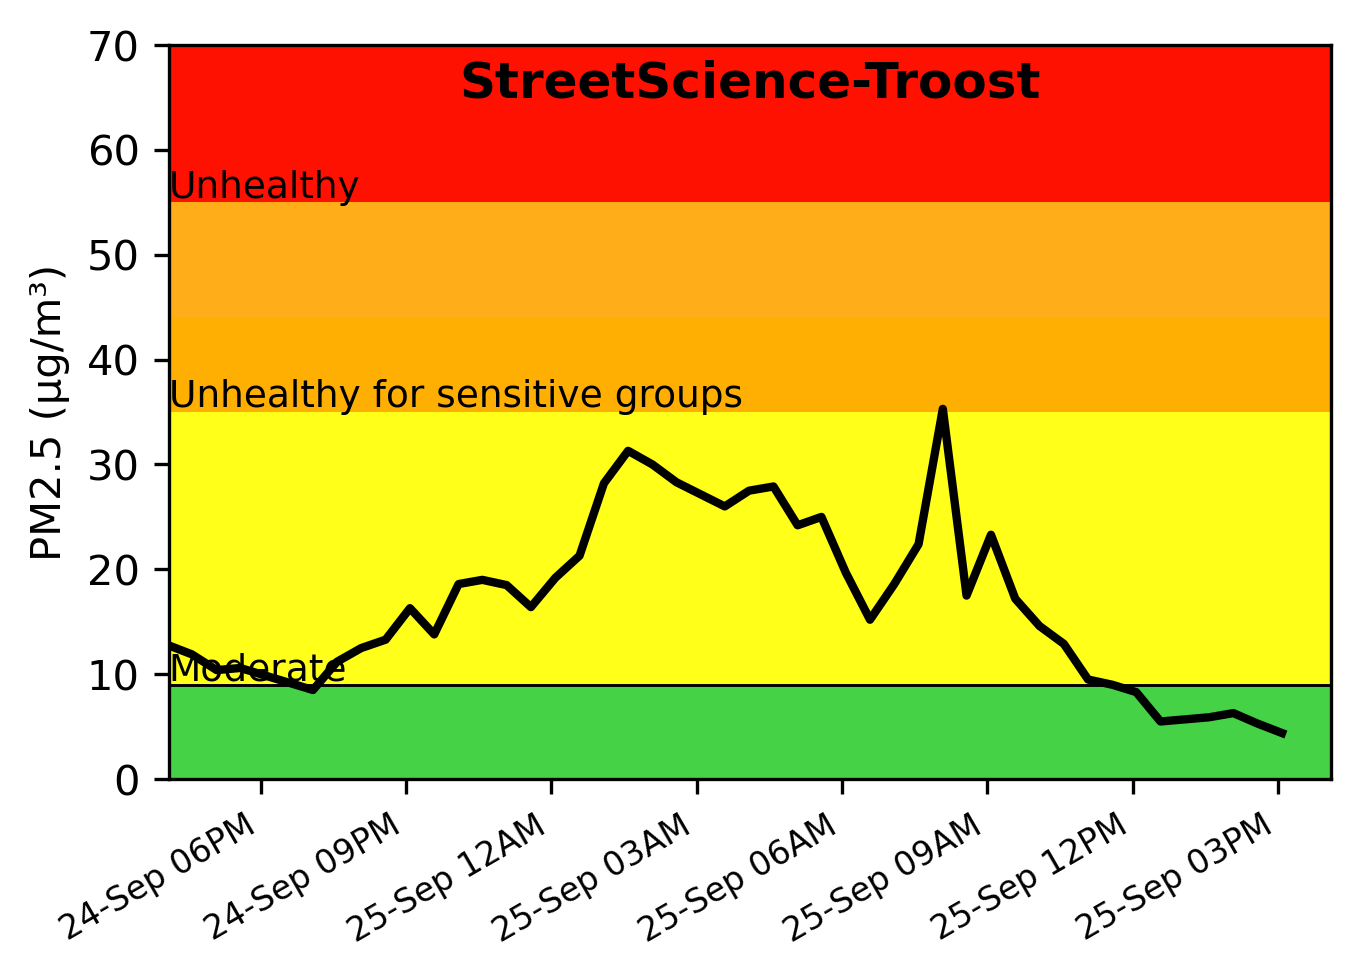 StreetScience-Troost
PM2.5 (µg/m³)
70
60
50
40
30
20
10
0
Unhealthy
Unhealthy for sensitive groups
Moderate
24-Sep 06PM
24-Sep 09PM
25-Sep 12AM
25-Sep 03AM
25-Sep 06AM
25-Sep 09AM
25-Sep 12PM
25-Sep 03PM